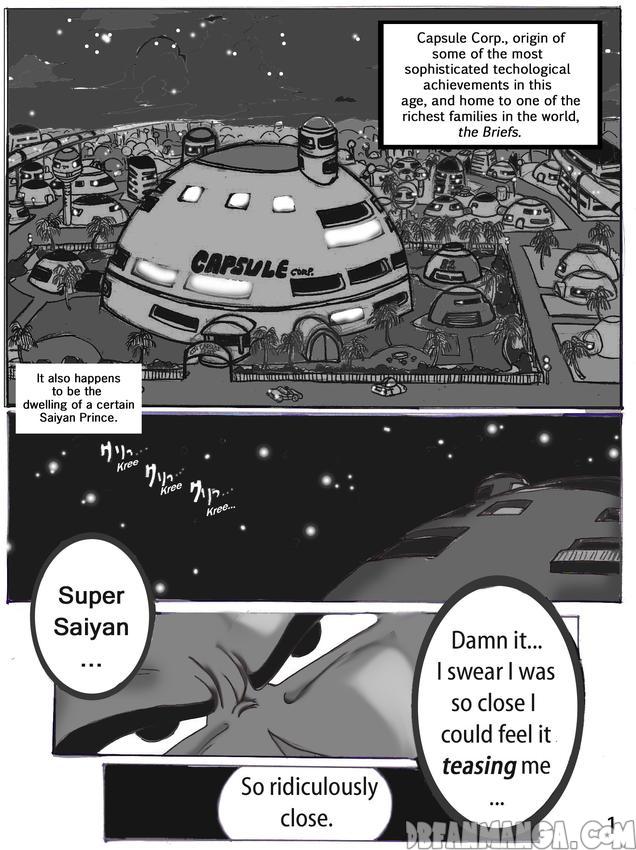 Capsule Corp., origin of
some of the most
sophisticated techological
achievements in this
age, and home to one of the
richest families in the world,
the Briefs.
CAPSULE CORP.
It also happens
to be the
dwelling of a certain
Saiyan Prince.
グリッ…
Kree
グリッ…
Kree
グリッ…
Kree...
Super
Saiyan
...
Damn it...
I swear I was
so close I
could feel it
teasing me
...
So ridiculously
close.
1
DBFANMANGA.COM